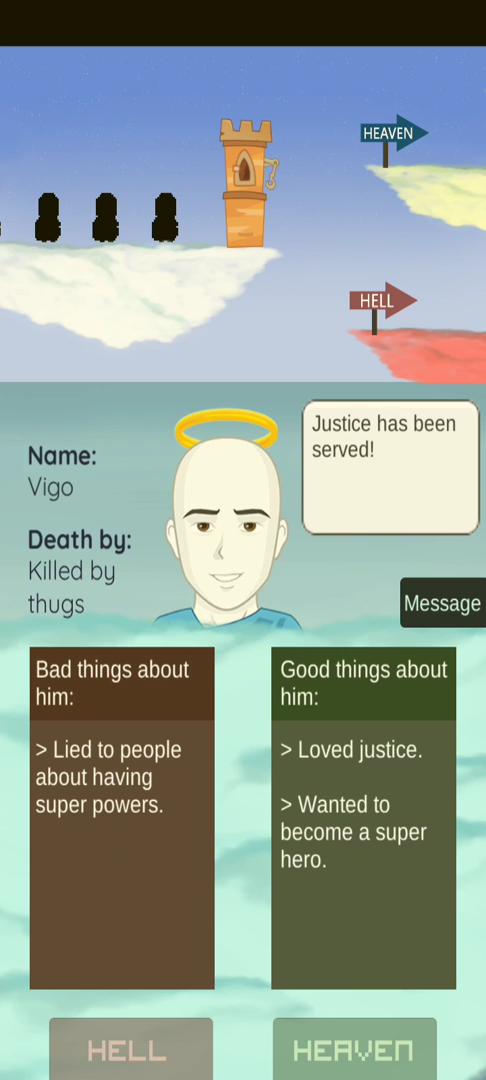 HEAVEN
HELL
Justice has been
served!
Name:
Vigo
Death by:
Killed by
thugs
Message
Bad things about
him:
> Lied to people
about having
super powers.
Good things about
him:
> Loved justice.
> Wanted to
become a super
hero.
HELL
HEAVEN